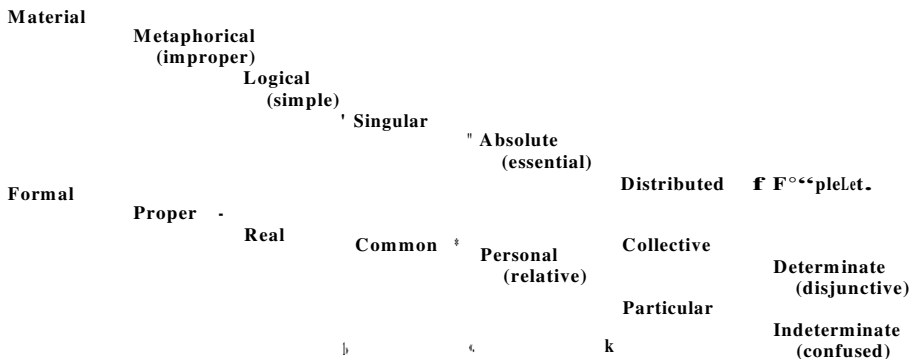 Material
Metaphorical
(improper)
Logical
(simple)
' Singular
" Absolute
(essential)
Distributed f
Formal
Proper -
Real
Common
Personal
(relative)
Collective
Determinate
(disjunctive)
Particular
Indeterminate
(confused)
k